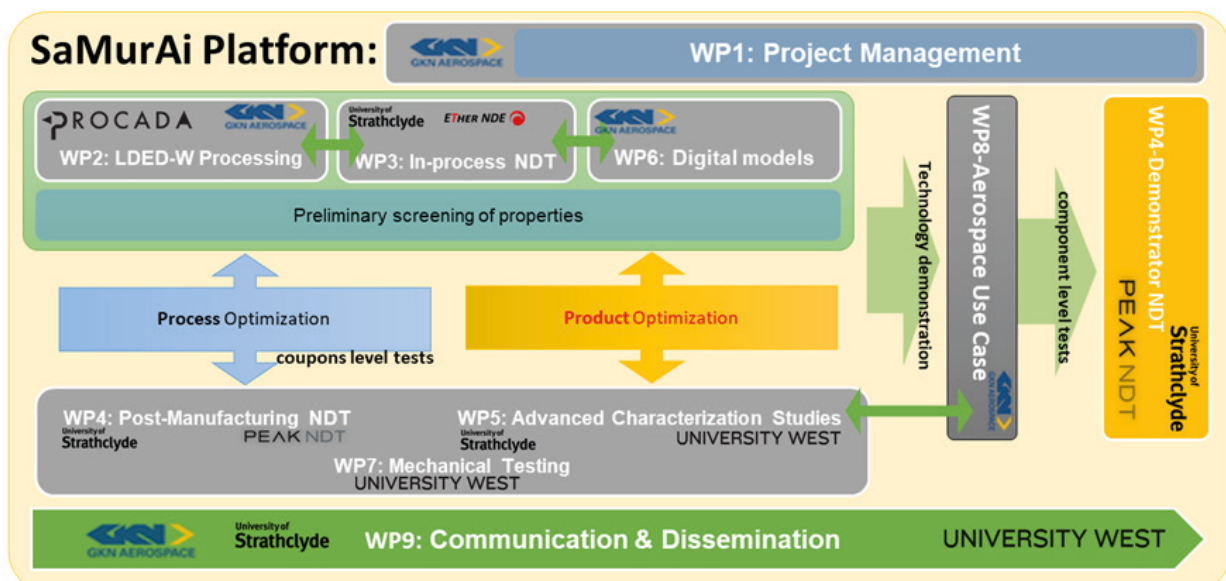 SaMurAi Platform:
GKN AEROSPACE
WP1: Project Management
PROCADA
GKN AEROSPACE
WP2: LDED-W Processing
University of
Strathclyde
ETHER NDE
WP3: In-process NDT
GKN AEROSPACE
WP6: Digital models
Preliminary screening of properties
Process Optimization
coupons level tests
Product Optimization
Technology demonstration
WP8-Aerospace Use Case
GKN AEROSPACE
component level tests
WP4-Demonstrator NDT
PEAK NDT
University of
Strathclyde
WP4: Post-Manufacturing NDT
University of
Strathclyde
PEAK NDT
WP5: Advanced Characterization Studies
University of
Strathclyde
UNIVERSITY WEST
WP7: Mechanical Testing
UNIVERSITY WEST
GKN AEROSPACE
University of
Strathclyde
WP9: Communication & Dissemination
UNIVERSITY WEST